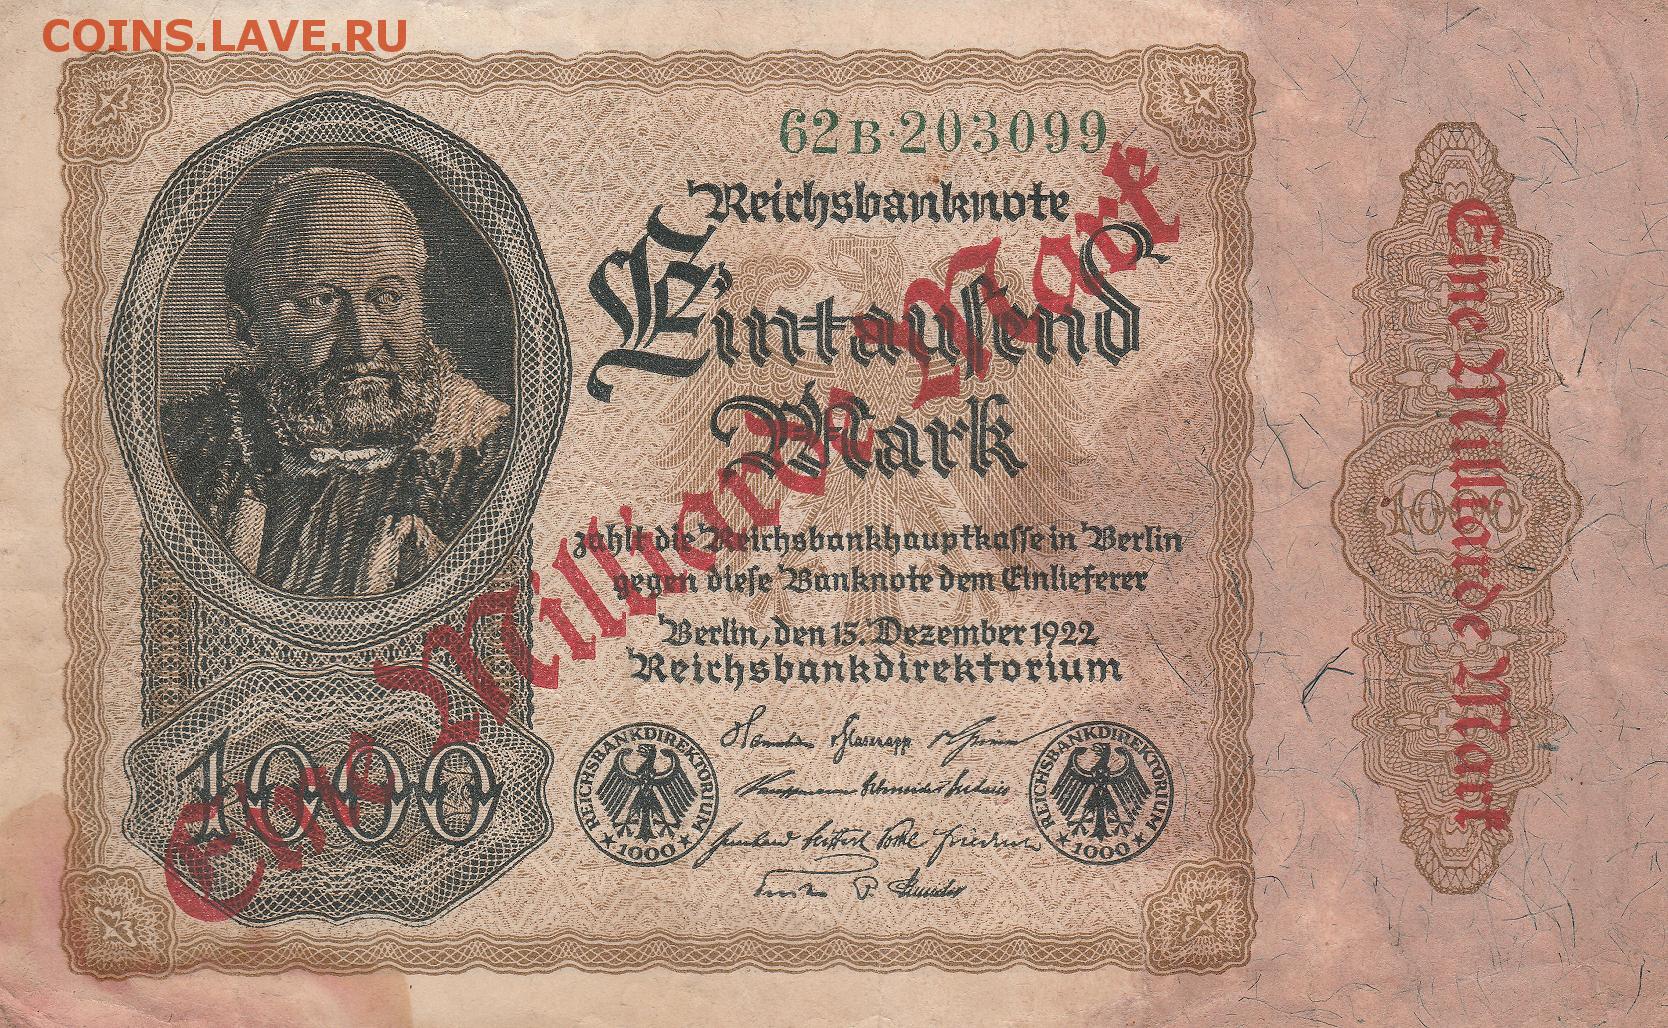 COINS.LAVE.RU
62B·203099
Reichsbanknote
Eintausend
Mark
zahlt die Reichsbankhauptkasse in Berlin
gegen diese Banknote dem Einlieferer
Berlin, den 15. Dezember 1922
Reichsbankdirektorium
1000
REICHSBANKDIREKTORIUM
1000
REICHSBANKDIREKTORIUM
1000
Eine Milliarde Mark
Eine Milliarde Mark
1000